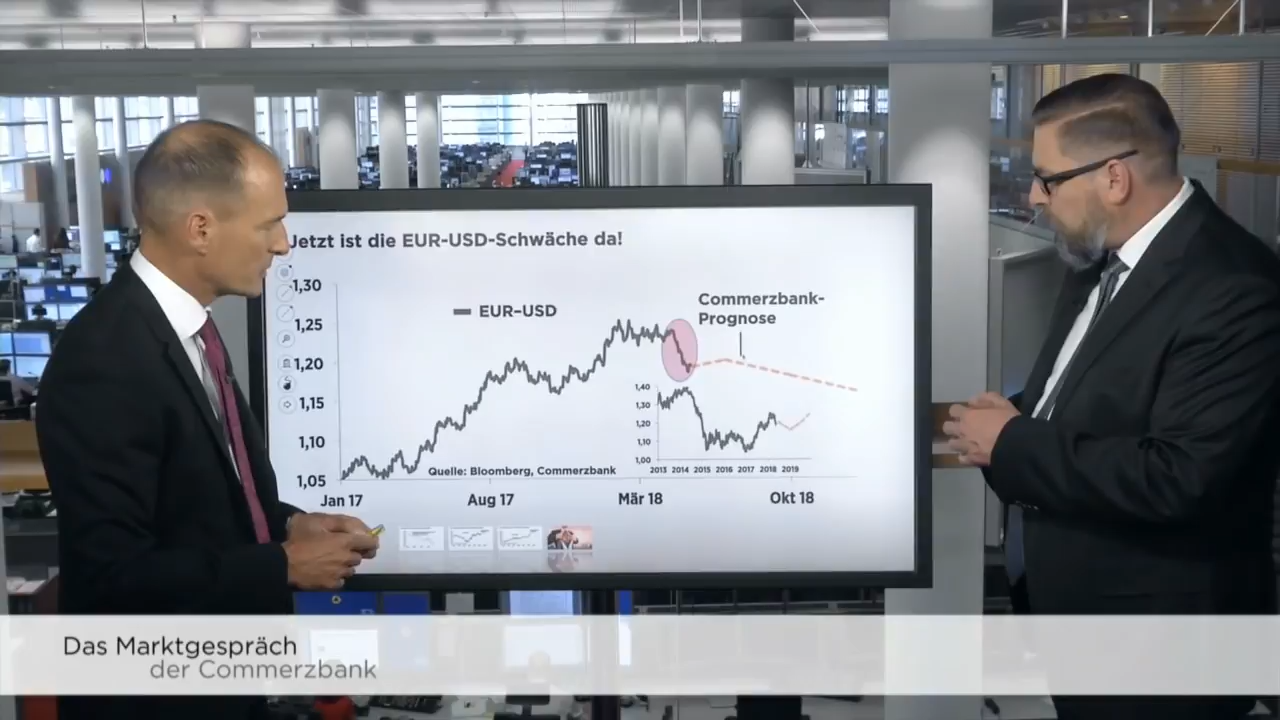 Jetzt ist die EUR-USD-Schwäche da!
1,30
1,25
1,20
1,15
1,10
1,05
EUR–USD
Commerzbank-
Prognose
1,40
1,30
1,20
1,10
1,00
2013 2014 2015 2016 2017 2018 2019
Quelle: Bloomberg, Commerzbank
Jan 17 Aug 17 Mär 18 Okt 18
Das Marktgespräch
der Commerzbank